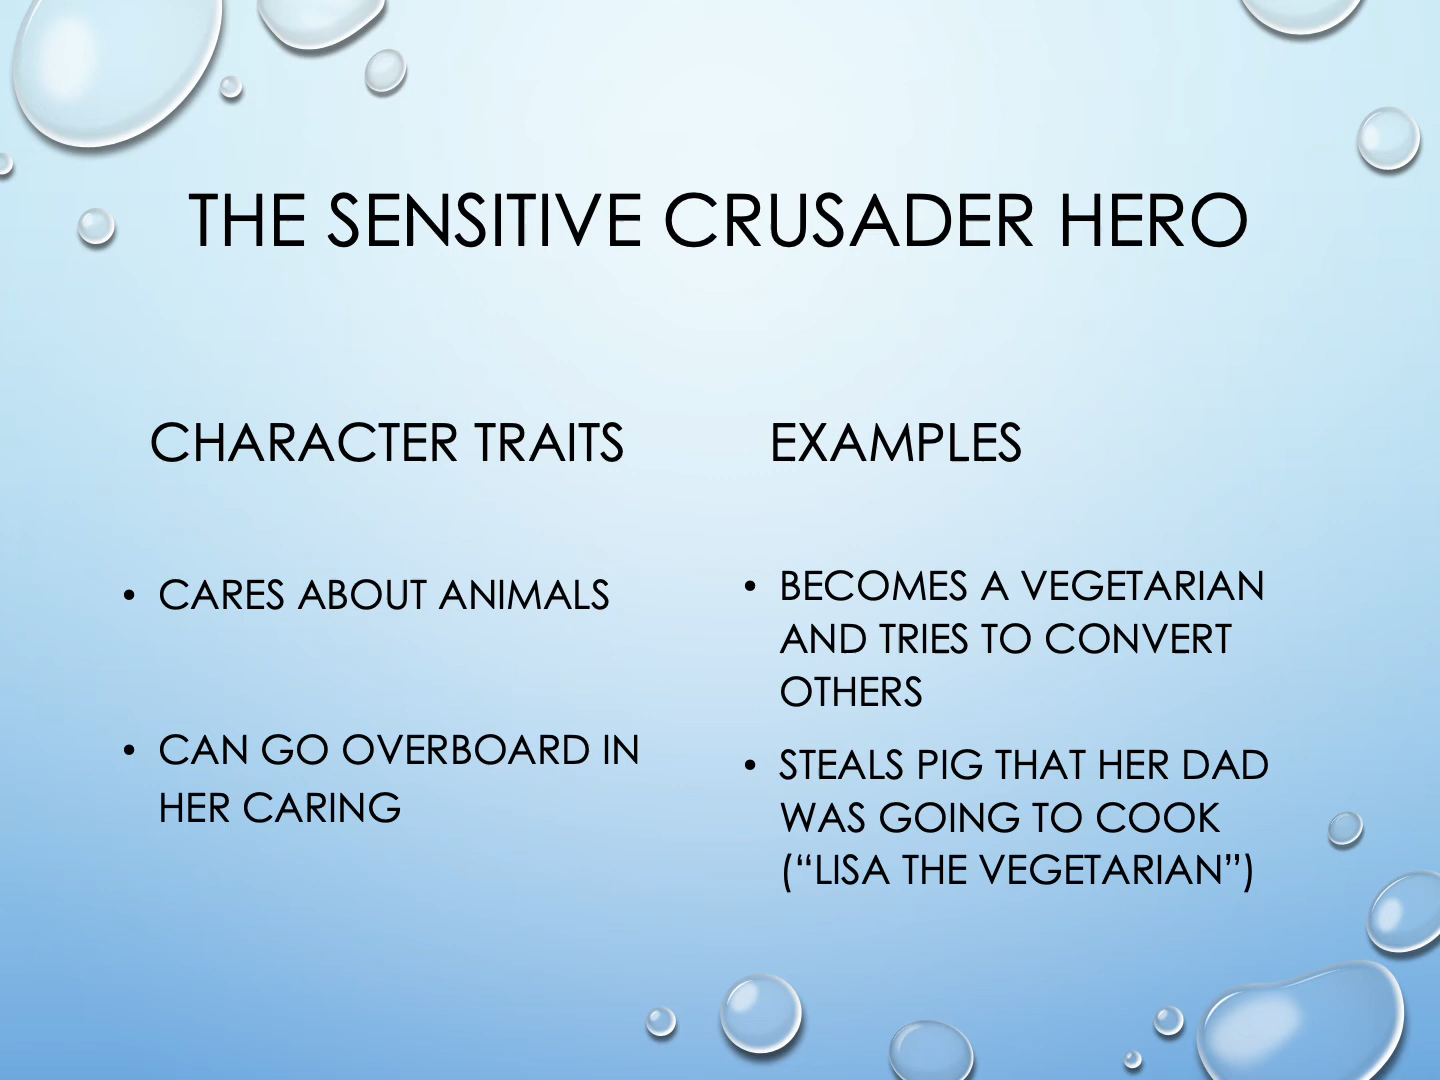 THE SENSITIVE CRUSADER HERO
CHARACTER TRAITS
• CARES ABOUT ANIMALS
• CAN GO OVERBOARD IN
HER CARING
EXAMPLES
• BECOMES A VEGETARIAN
AND TRIES TO CONVERT
OTHERS
• STEALS PIG THAT HER DAD
WAS GOING TO COOK
(“LISA THE VEGETARIAN”)